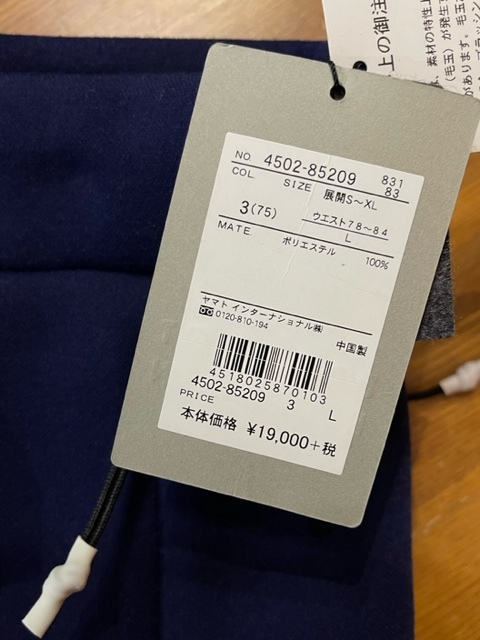 上の御注
素材の特性上
(毛玉)が発生す
があります。毛玉
NO. 4502-85209 831
COL. SIZE 展開S〜XL 83
3(75) ウエスト78〜84
L
MATE. ポリエステル 100%
ヤマト インターナショナル㈱
0120-810-194
中国製
4518025870103
4502-85209 3 L
PRICE
本体価格 ¥19,000+税